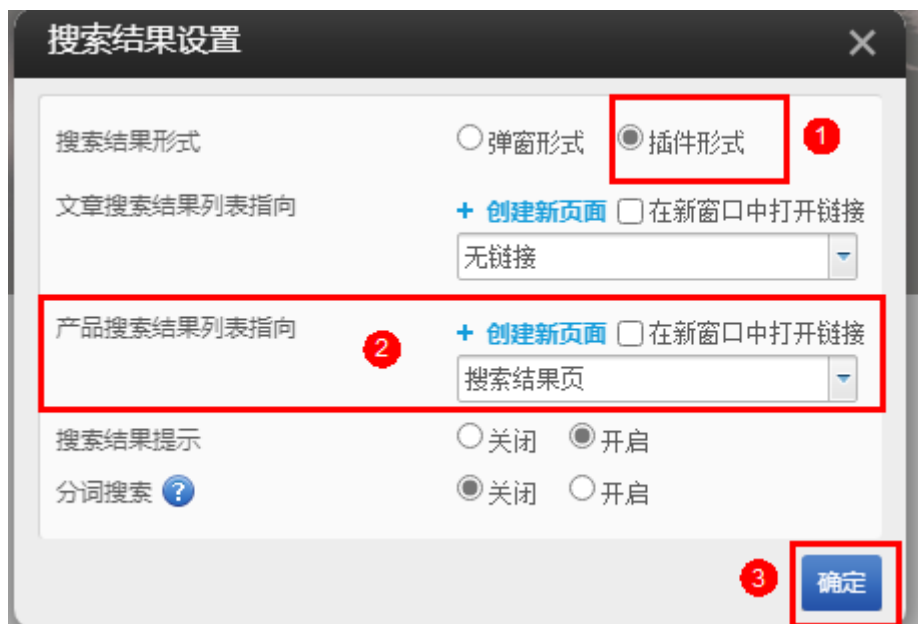 搜索结果设置
搜索结果形式 弹窗形式 插件形式 1
文章搜索结果列表指向 + 创建新页面 在新窗口中打开链接
无链接
产品搜索结果列表指向 2 + 创建新页面 在新窗口中打开链接
搜索结果页
搜索结果提示 关闭 开启
分词搜索 ? 关闭 开启
3 确定